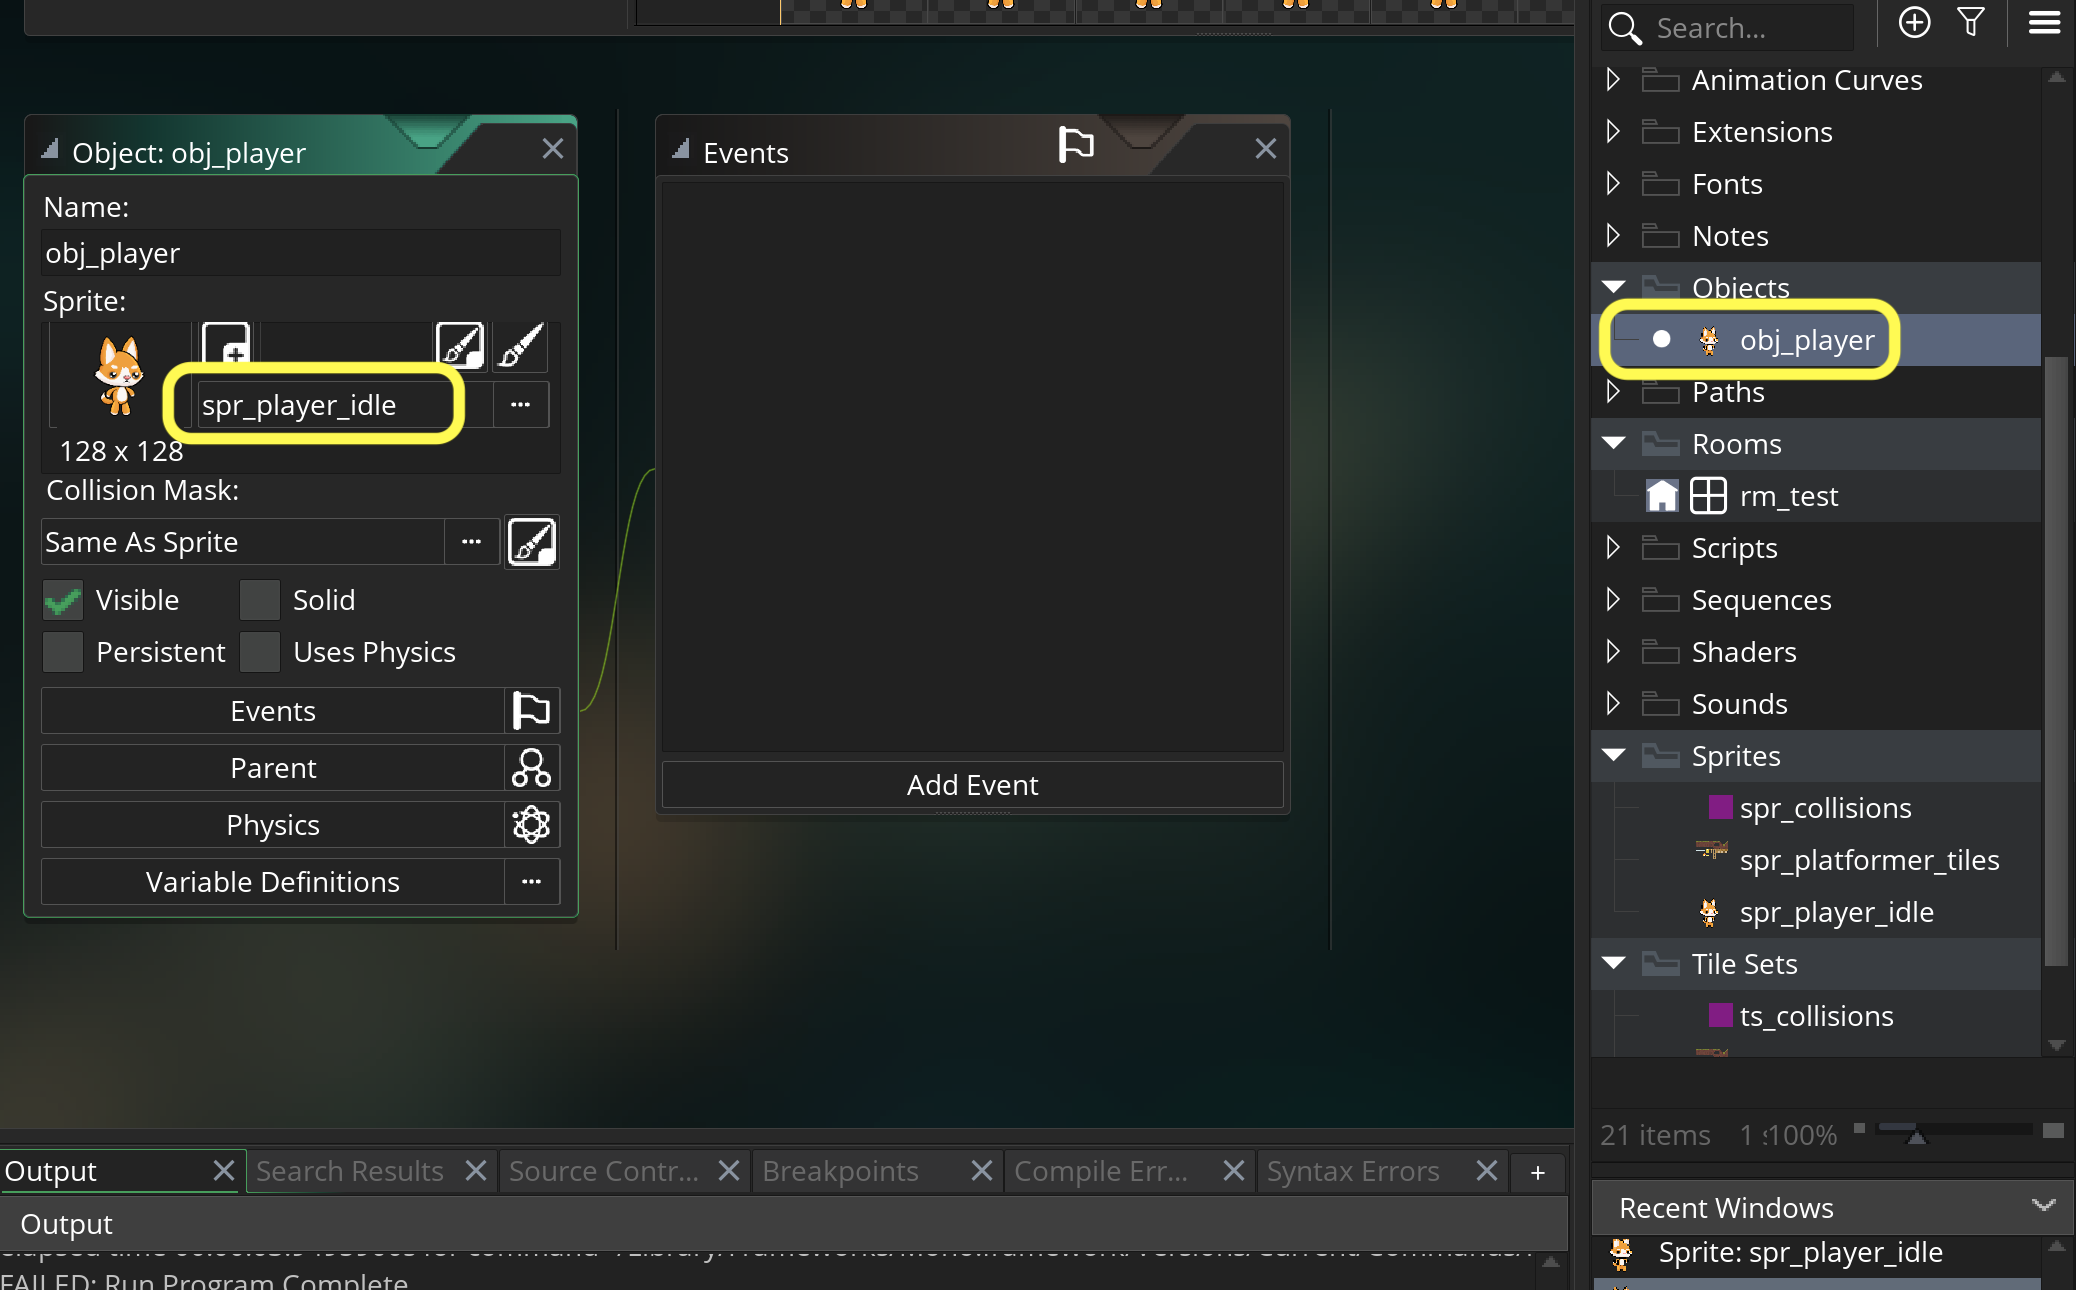 Object: obj_player
Name:
obj_player
Sprite:
spr_player_idle
...
128 x 128
Collision Mask:
Same As Sprite
...
Visible
Solid
Persistent
Uses Physics
Events
Parent
Physics
Variable Definitions
...
Events
Add Event
Search...
Animation Curves
Extensions
Fonts
Notes
Objects
obj_player
Paths
Rooms
rm_test
Scripts
Sequences
Shaders
Sounds
Sprites
spr_collisions
spr_platformer_tiles
spr_player_idle
Tile Sets
ts_collisions
21 items 1 100%
Recent Windows
Sprite: spr_player_idle
Output
Search Results
Source Contr...
Breakpoints
Compile Err...
Syntax Errors
+
Output
FAILED: Run Program Complete